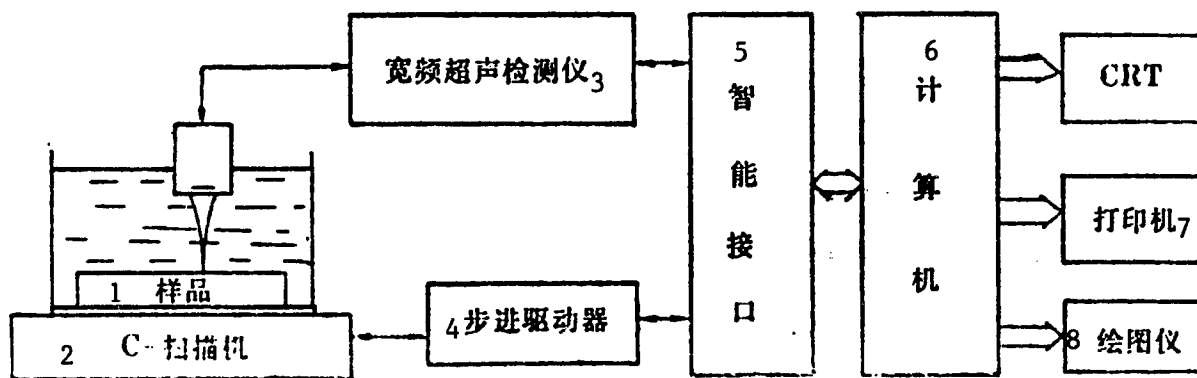 宽频超声检测仪3
5
智
能
接
口
6
计
算
机
CRT
打印机7
8 绘图仪
1 样品
2 C-扫描机
4步进驱动器